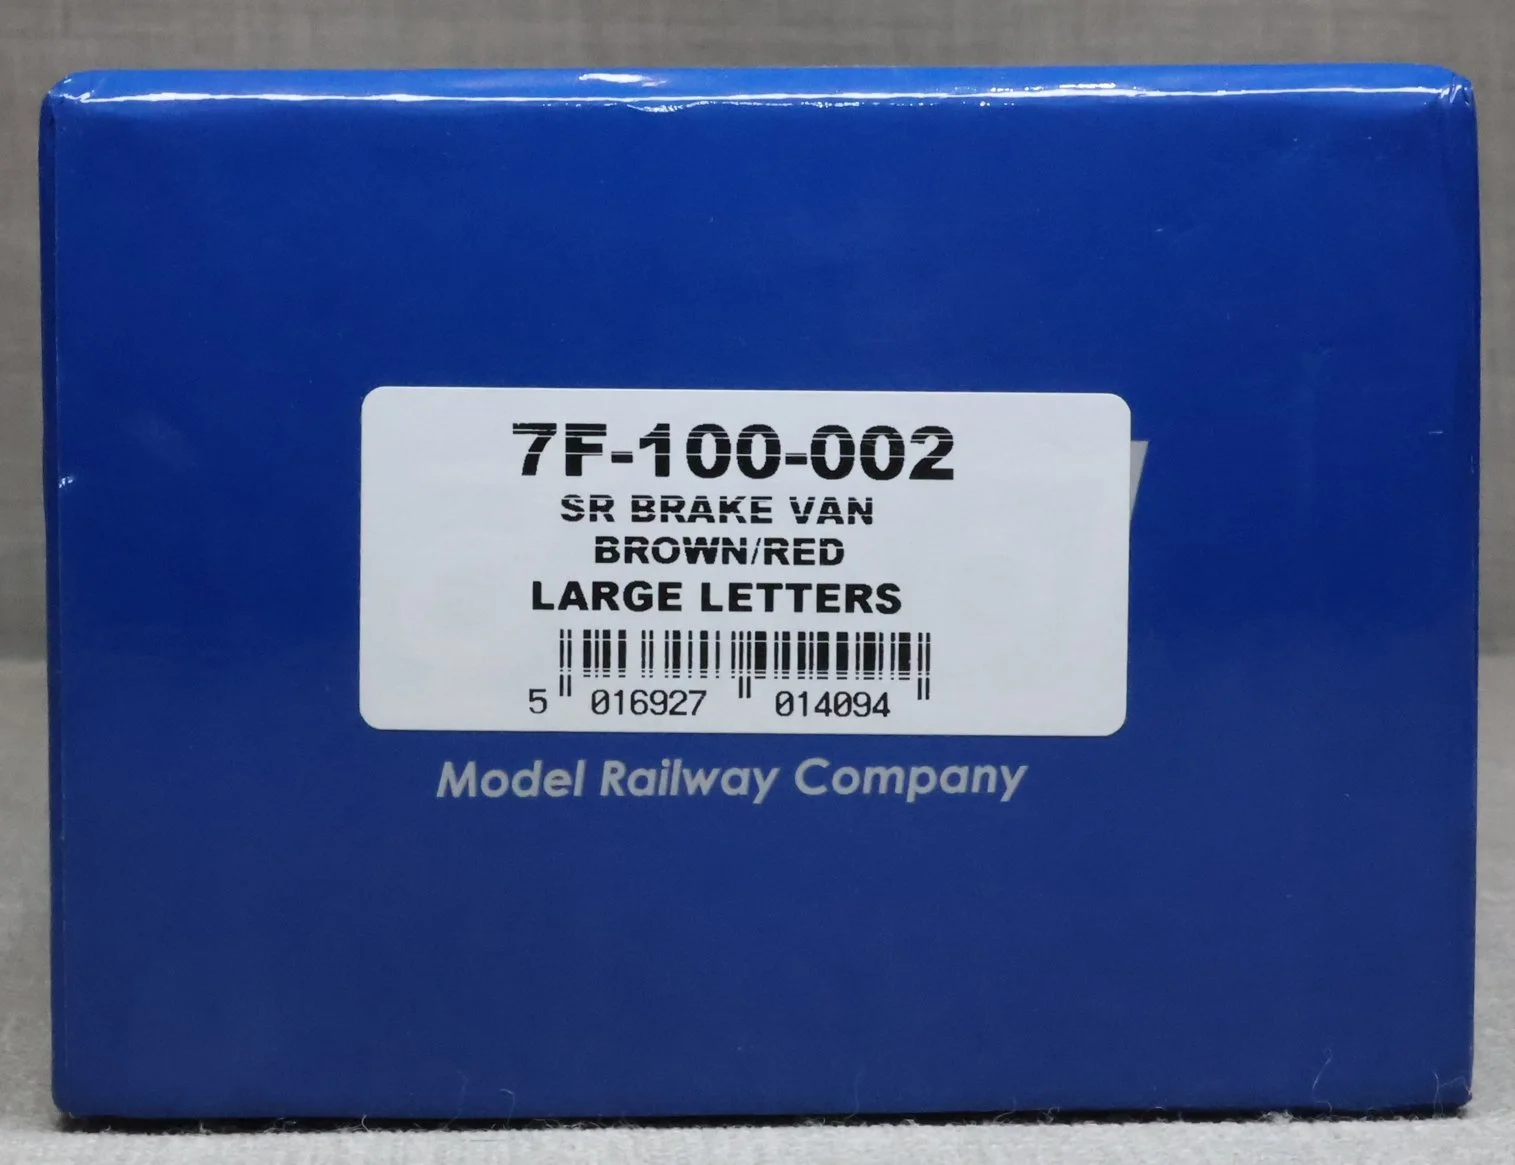 7F-100-002
SR BRAKE VAN
BROWN/RED
LARGE LETTERS
5 016927 014094
Model Railway Company